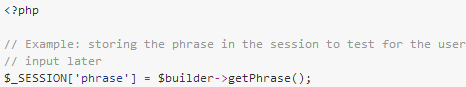 <?php
// Example: storing the phrase in the session to test for the user
// input later
$_SESSION['phrase'] = $builder->getPhrase();